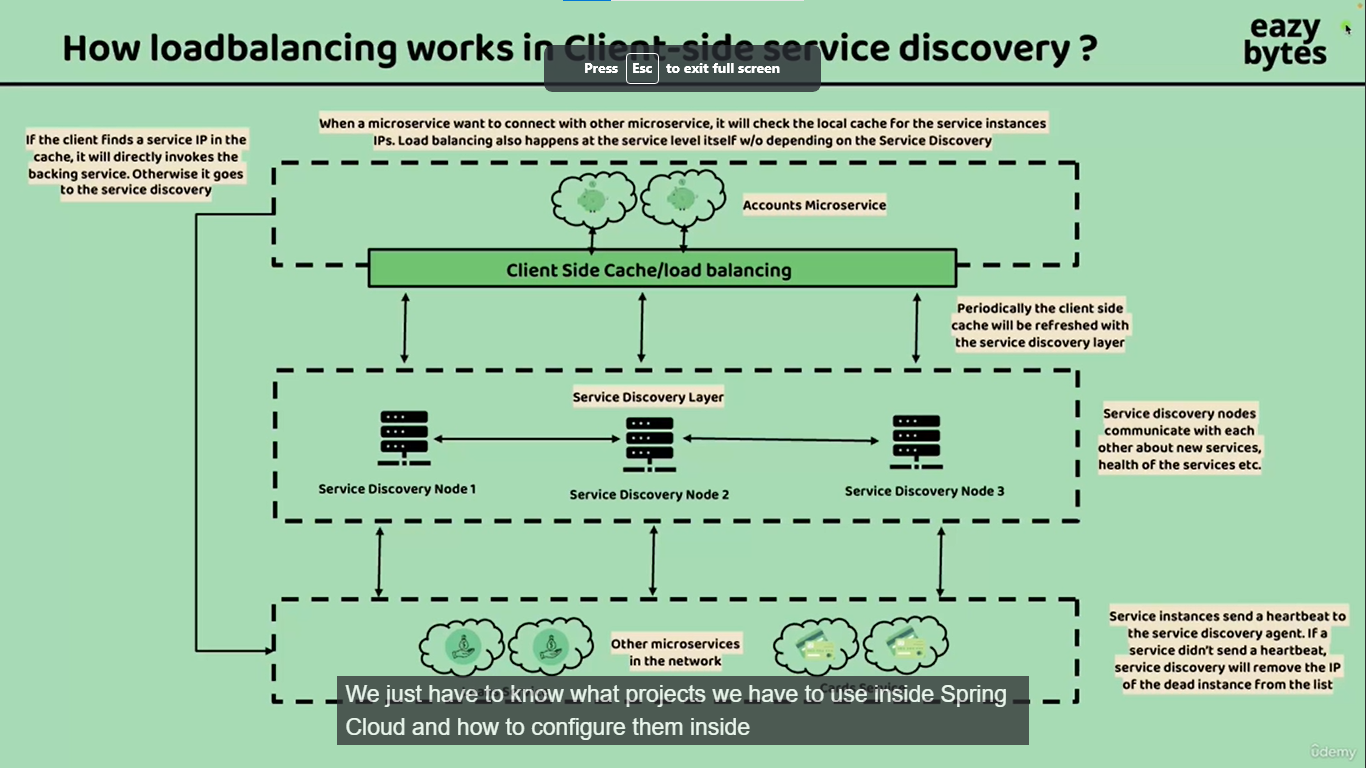 How loadbalancing works in Client-side service discovery ?
eazy
bytes
Press Esc to exit full screen
If the client finds a service IP in the
cache, it will directly invokes the
backing service. Otherwise it goes
to the service discovery
When a microservice want to connect with other microservice, it will check the local cache for the service instances
IPs. Load balancing also happens at the service level itself w/o depending on the Service Discovery
Accounts Microservice
Client Side Cache/load balancing
Periodically the client side
cache will be refreshed with
the service discovery layer
Service Discovery Layer
Service discovery nodes
communicate with each
other about new services,
health of the services etc.
Service Discovery Node 1
Service Discovery Node 2
Service Discovery Node 3
Other microservices
in the network
Service instances send a heartbeat to
the service discovery agent. If a
service didn't send a heartbeat,
service discovery will remove the IP
of the dead instance from the list
We just have to know what projects we have to use inside Spring
Cloud and how to configure them inside
udemy